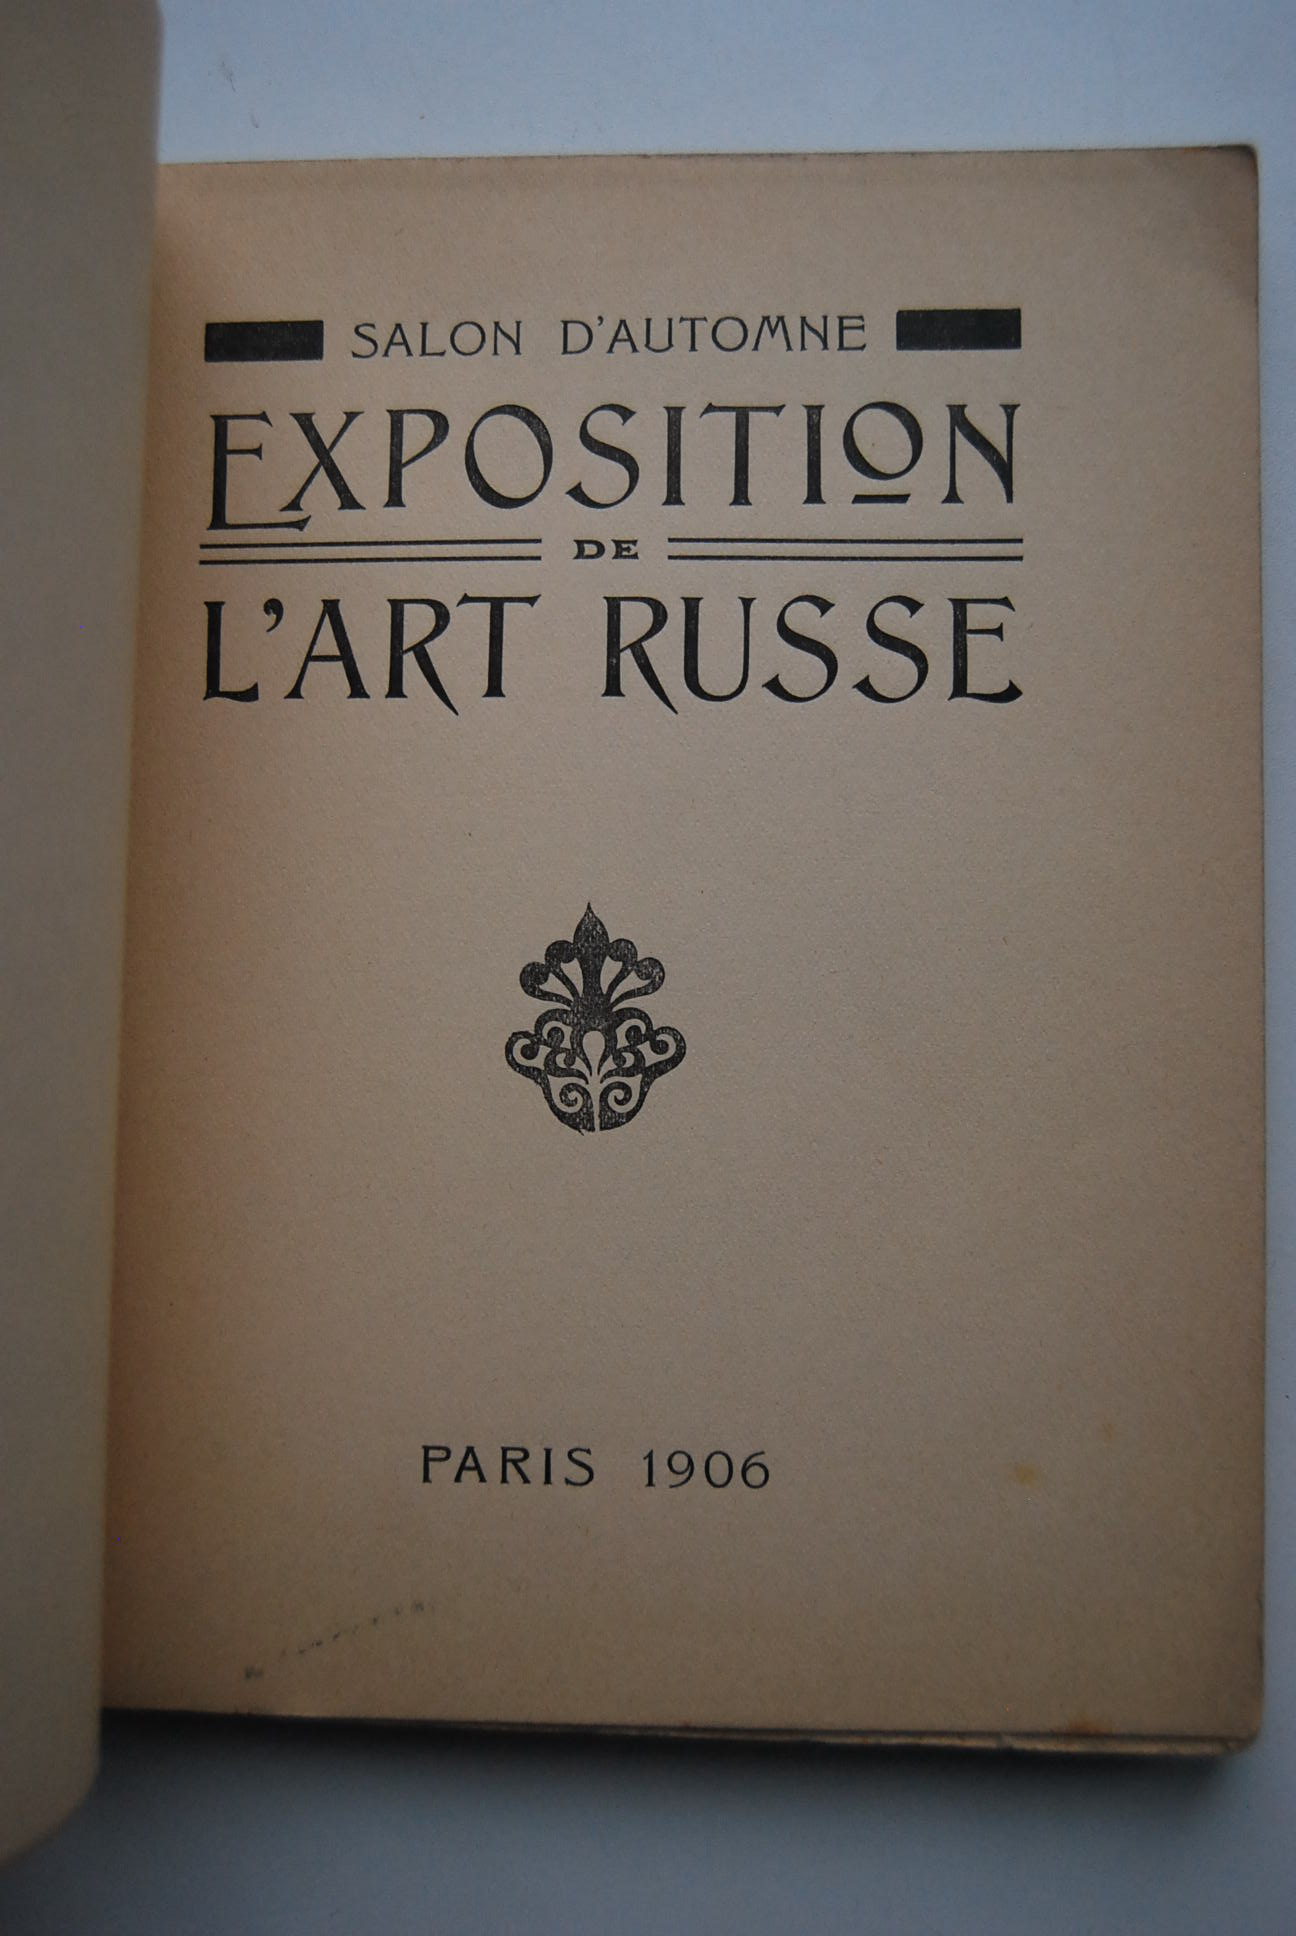 SALON D'AUTOMNE
EXPOSITION
DE
L'ART RUSSE
PARIS 1906